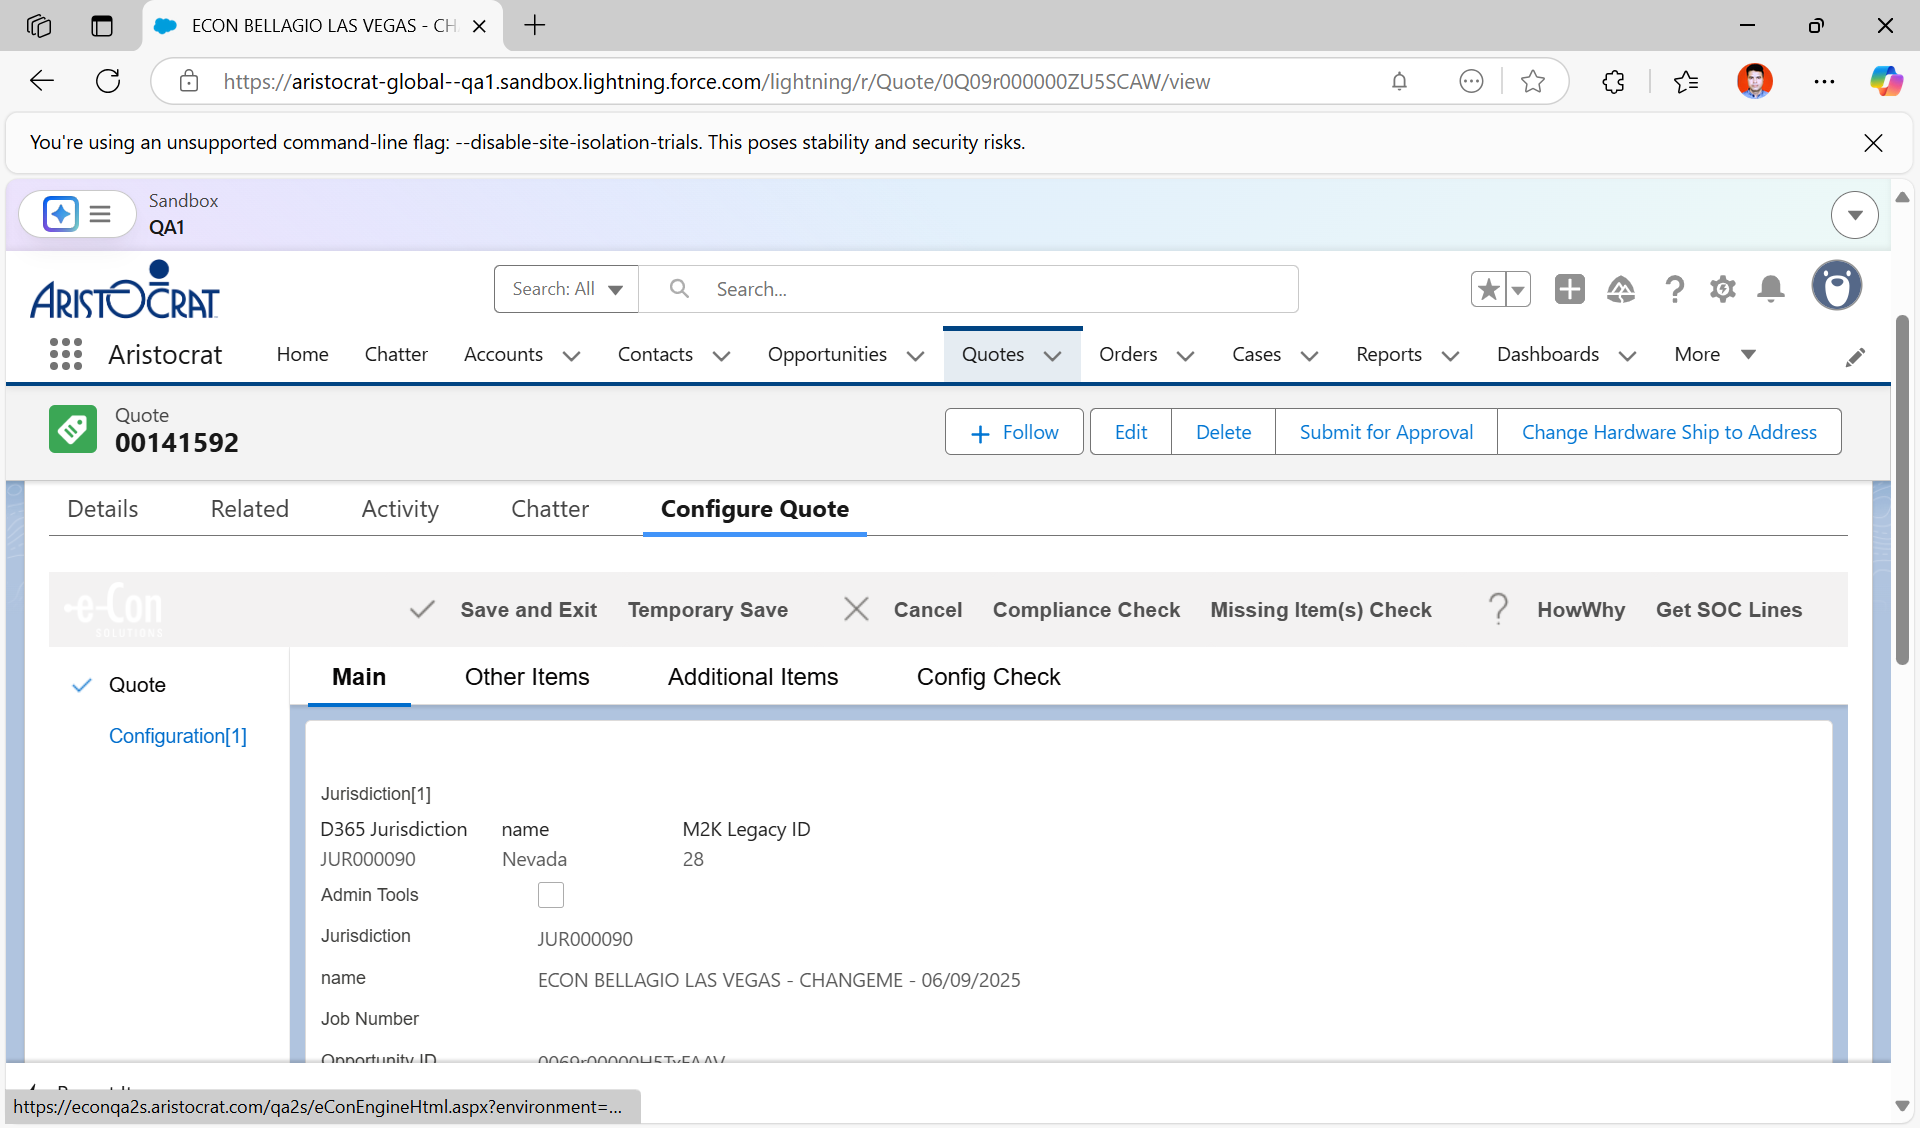 ECON BELLAGIO LAS VEGAS - CH
https://aristocrat-global--qa1.sandbox.lightning.force.com/lightning/r/Quote/0Q09r000000ZU5SCAW/view
You're using an unsupported command-line flag: --disable-site-isolation-trials. This poses stability and security risks.
Sandbox
QA1
ARISTOCRAT
Search: All
Search...
Aristocrat
Home
Chatter
Accounts
Contacts
Opportunities
Quotes
Orders
Cases
Reports
Dashboards
More
Quote
00141592
Follow
Edit
Delete
Submit for Approval
Change Hardware Ship to Address
Details
Related
Activity
Chatter
Configure Quote
e-Con
SOLUTIONS
Save and Exit
Temporary Save
Cancel
Compliance Check
Missing Item(s) Check
HowWhy
Get SOC Lines
Quote
Configuration[1]
Main
Other Items
Additional Items
Config Check
Jurisdiction[1]
D365 Jurisdiction name M2K Legacy ID
JUR000090 Nevada 28
Admin Tools
Jurisdiction JUR000090
name ECON BELLAGIO LAS VEGAS - CHANGEME - 06/09/2025
Job Number
Opportunity ID
https://econqa2s.aristocrat.com/qa2s/eConEngineHtml.aspx?environment=...